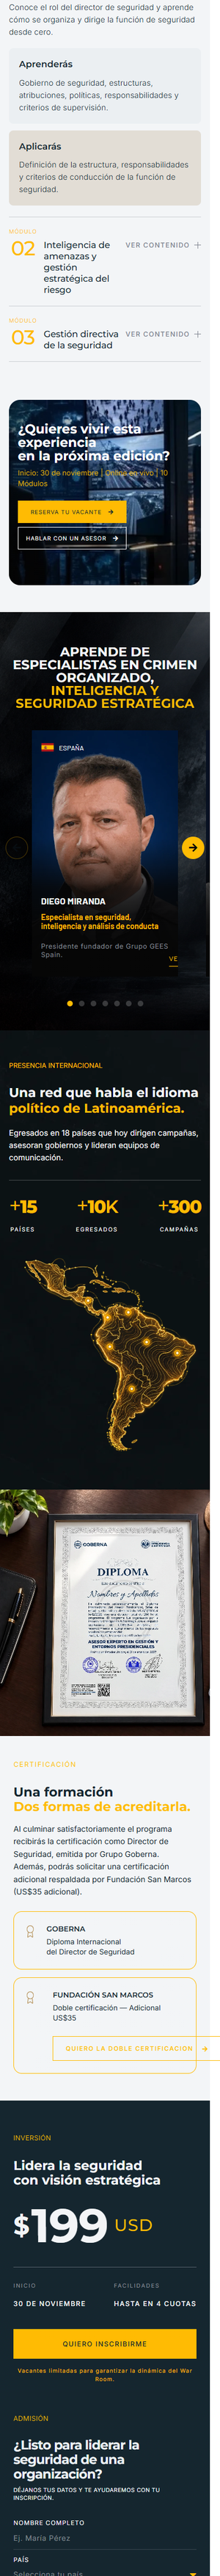 Conoce el rol del director de seguridad y aprende
cómo se organiza y dirige la función de seguridad
desde cero.
Aprenderás
Gobierno de seguridad, estructuras,
atribuciones, políticas, responsabilidades y
criterios de supervisión.
Aplicarás
Definición de la estructura, responsabilidades
y criterios de conducción de la función de
seguridad.
MÓDULO
02
Inteligencia de
amenazas y
gestión
estratégica del
riesgo
VER CONTENIDO
MÓDULO
03
Gestión directiva
de la seguridad
VER CONTENIDO
¿Quieres vivir esta
experiencia
en la próxima edición?
Inicio: 30 de noviembre | Online en vivo | 10
Módulos
RESERVA TU VACANTE →
HABLAR CON UN ASESOR →
APRENDE DE
ESPECIALISTAS EN CRIMEN
ORGANIZADO,
INTELIGENCIA Y
SEGURIDAD ESTRATÉGICA
ESPAÑA
DIEGO MIRANDA
Especialista en seguridad,
inteligencia y análisis de conducta
Presidente fundador de Grupo GEES
Spain.
VE
PRESENCIA INTERNACIONAL
Una red que habla el idioma
político de Latinoamérica.
Egresados en 18 países que hoy dirigen campañas,
asesoran gobiernos y lideran equipos de
comunicación.
+15
PAÍSES
+10K
EGRESADOS
+300
CAMPAÑAS
GOBERNA
DIPLOMA
Nombres y Apellidos
ASESOR EXPERTO EN GESTIÓN Y
ENTORNOS PRESIDENCIALES
CERTIFICACIÓN
Una formación
Dos formas de acreditarla.
Al culminar satisfactoriamente el programa
recibirás la certificación como Director de
Seguridad, emitida por Grupo Goberna.
Además, podrás solicitar una certificación
adicional respaldada por Fundación San Marcos
(US$35 adicional).
GOBERNA
Diploma Internacional
del Director de Seguridad
FUNDACIÓN SAN MARCOS
Doble certificación — Adicional
US$35
QUIERO LA DOBLE CERTIFICACIÓN →
INVERSIÓN
Lidera la seguridad
con visión estratégica
$199 USD
INICIO
30 DE NOVIEMBRE
FACILIDADES
HASTA EN 4 CUOTAS
QUIERO INSCRIBIRME
Vacantes limitadas para garantizar la dinámica del War
Room.
ADMISIÓN
¿Listo para liderar la
seguridad de una
organización?
DÉJANOS TUS DATOS Y TE AYUDAREMOS CON TU
INSCRIPCIÓN.
NOMBRE COMPLETO
Ej. María Pérez
PAÍS
Selecciona tu país